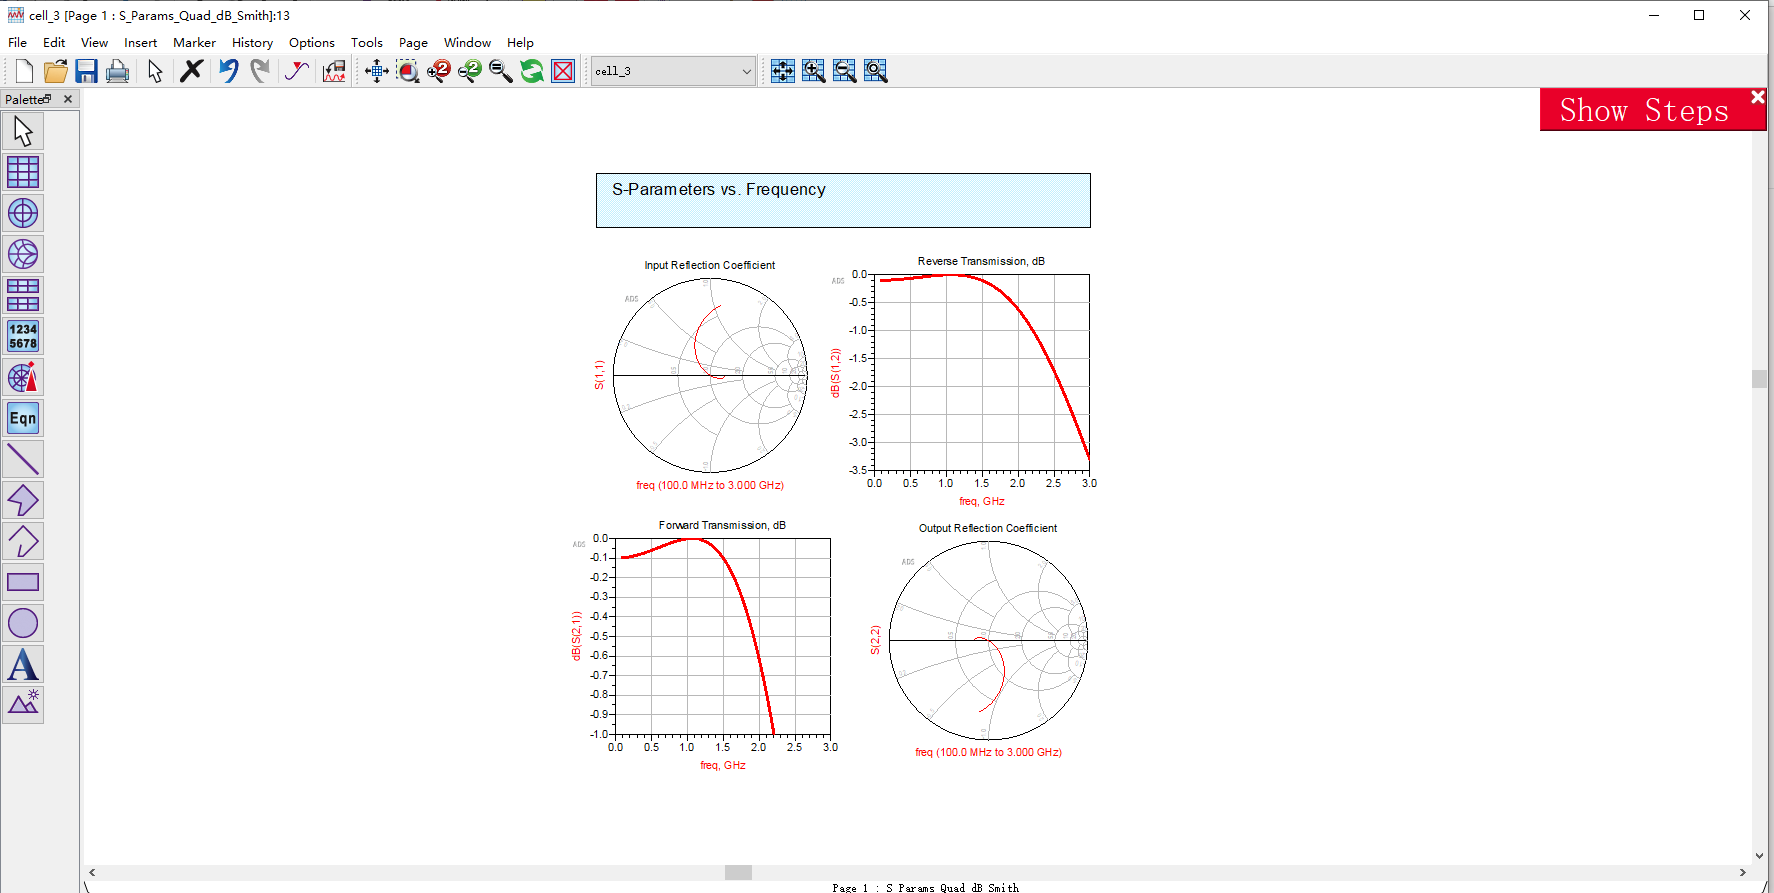 cell_3 [Page 1 : S_Params_Quad_dB_Smith]:13
File Edit View Insert Marker History Options Tools Page Window Help
cell_3
Palette
Show Steps
1234
5678
Eqn
S-Parameters vs. Frequency
Input Reflection Coefficient
ADS
S(1,1)
freq (100.0 MHz to 3.000 GHz)
Reverse Transmission, dB
ADS
0.0
-0.5
-1.0
-1.5
-2.0
-2.5
-3.0
-3.5
dB(S(1,2))
0.0 0.5 1.0 1.5 2.0 2.5 3.0
freq, GHz
Forward Transmission, dB
ADS
0.0
-0.1
-0.2
-0.3
-0.4
-0.5
-0.6
-0.7
-0.8
-0.9
-1.0
dB(S(2,1))
0.0 0.5 1.0 1.5 2.0 2.5 3.0
freq, GHz
Output Reflection Coefficient
ADS
S(2,2)
freq (100.0 MHz to 3.000 GHz)
Page 1 : S Params Quad dB Smith